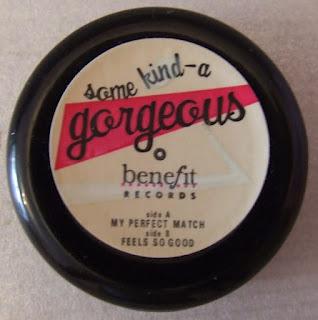 some kind-a
gorgeous
benefit
RECORDS
side A
MY PERFECT MATCH
side B
FEELS SO GOOD